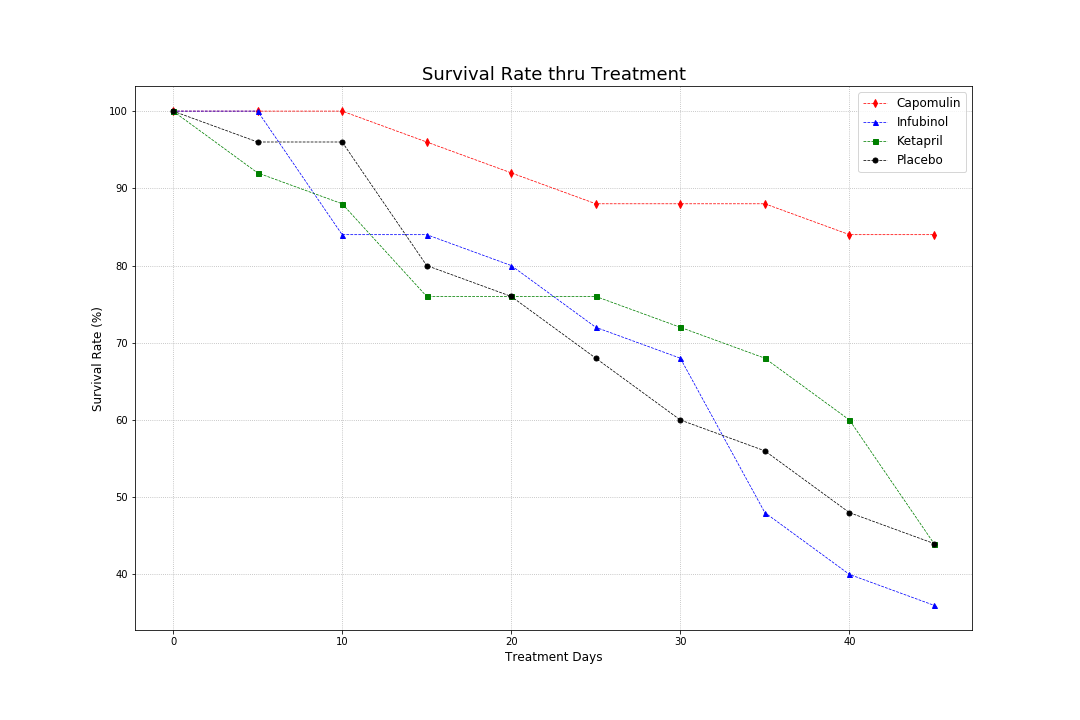 Survival Rate thru Treatment
Capomulin
Infubinol
Ketapril
Placebo
Survival Rate (%)
100
90
80
70
60
50
40
0 10 20 30 40
Treatment Days